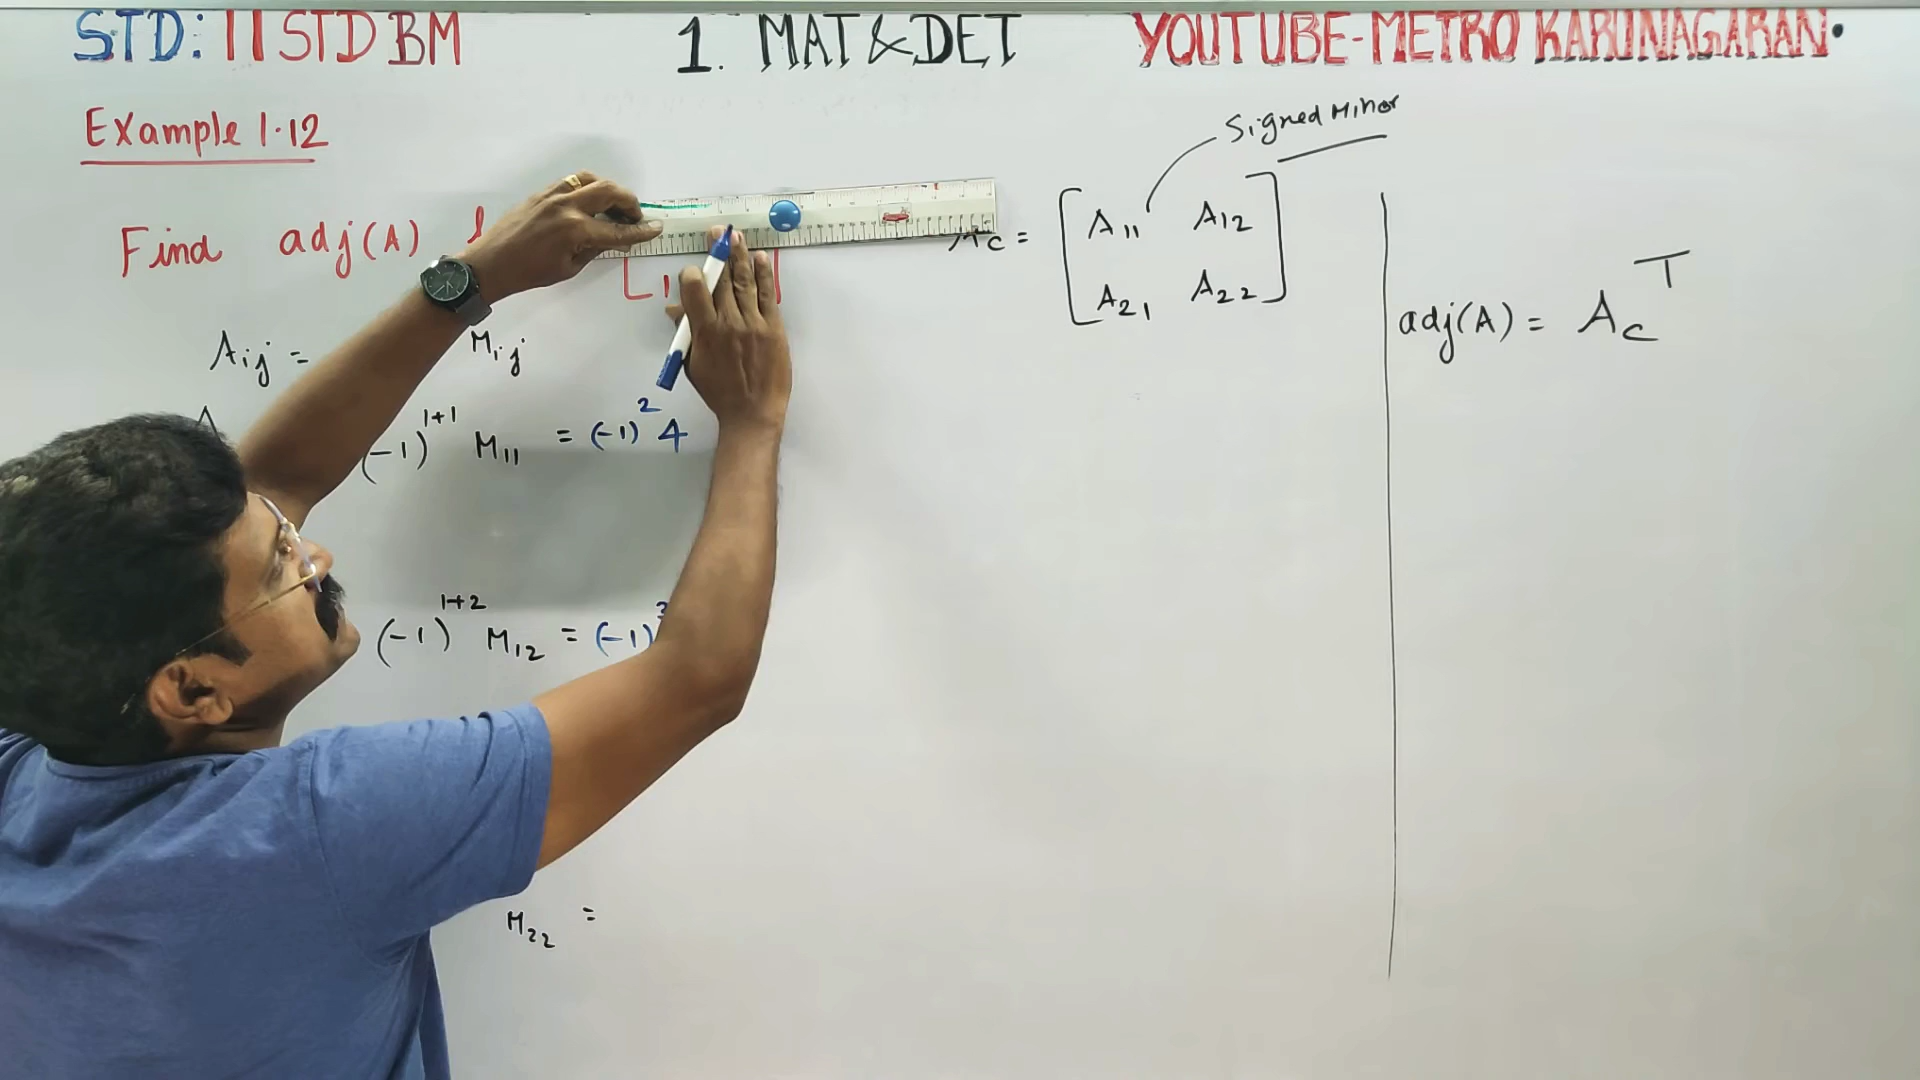 STD: 11 STD BM
1. MAT & DET
YOUTUBE-METRO KARUNAGARAN.
Example 1.12
Signed Minor
Find adj(A)
[ 1
Ac = [ A11 A12
A21 A22 ]
adj(A) = Ac^T
Aij = Mij
(-1)^1+1 M11 = (-1)^2 4
(-1)^1+2 M12 = (-1)^3
M22 =